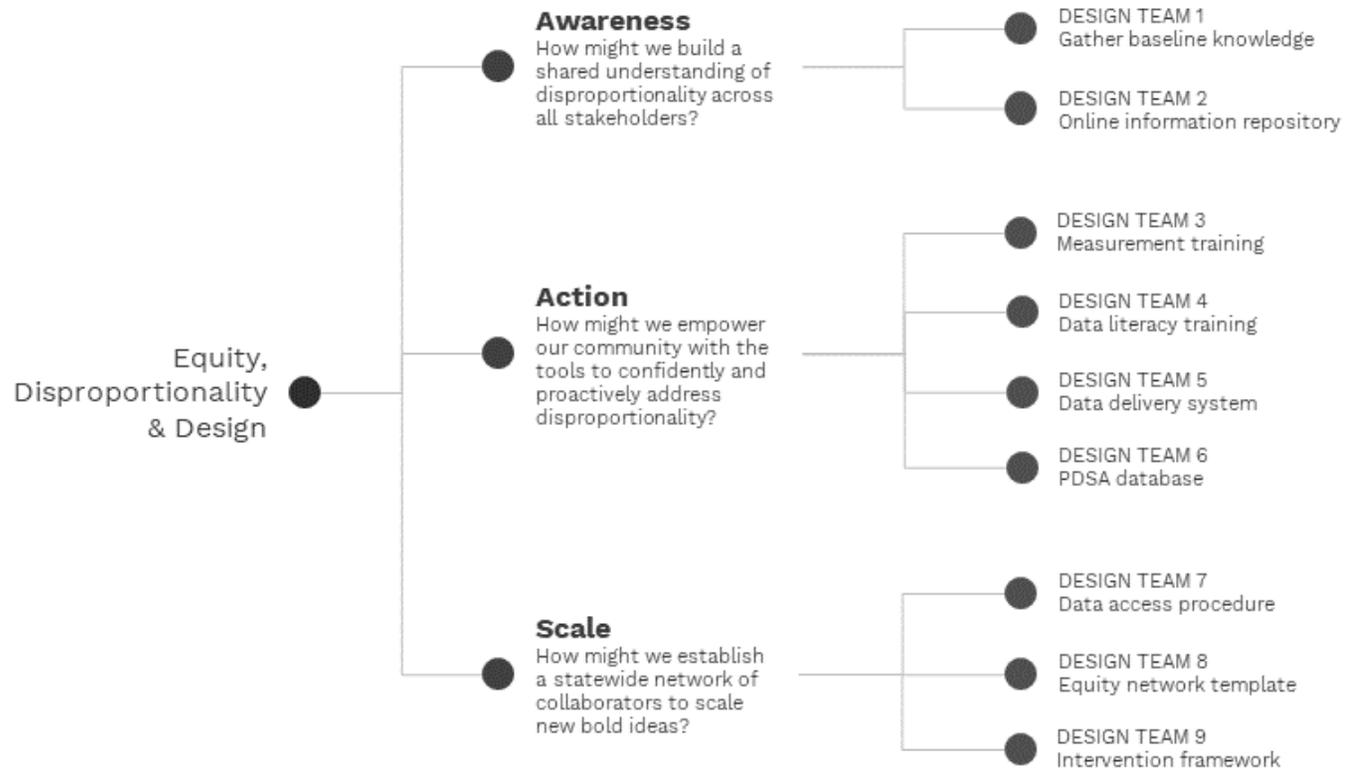 Equity,
Disproportionality
& Design
Awareness
How might we build a
shared understanding of
disproportionality across
all stakeholders?
DESIGN TEAM 1
Gather baseline knowledge
DESIGN TEAM 2
Online information repository
Action
How might we empower
our community with the
tools to confidently and
proactively address
disproportionality?
DESIGN TEAM 3
Measurement training
DESIGN TEAM 4
Data literacy training
DESIGN TEAM 5
Data delivery system
DESIGN TEAM 6
PDSA database
Scale
How might we establish
a statewide network of
collaborators to scale
new bold ideas?
DESIGN TEAM 7
Data access procedure
DESIGN TEAM 8
Equity network template
DESIGN TEAM 9
Intervention framework